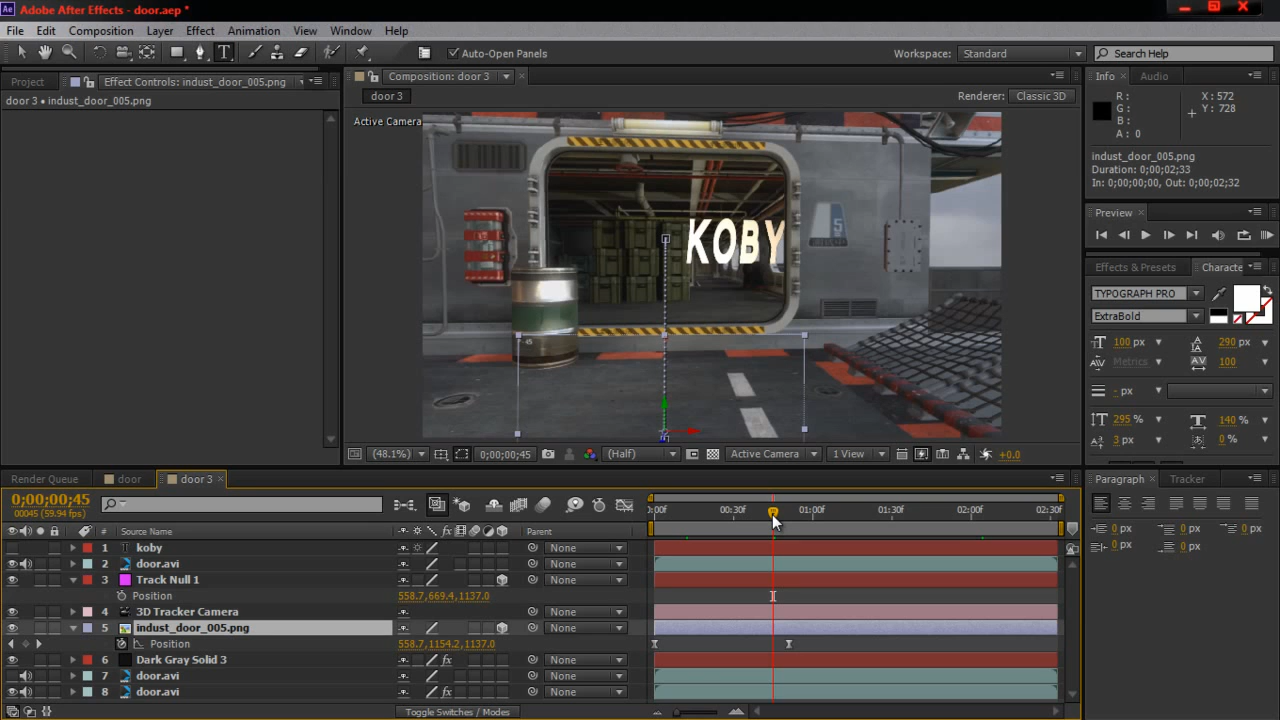 Ae Adobe After Effects - door.aep *
File Edit Composition Layer Effect Animation View Window Help
T Auto-Open Panels Workspace: Standard Search Help
Project Effect Controls: indust_door_005.png Composition: door 3 Info Audio
door 3 • indust_door_005.png door 3 Renderer: Classic 3D
R : X : 572
G : Y : 728
B :
A : 0
Active Camera
indust_door_005.png
Duration: 0;00;02;33
In: 0;00;00;00, Out: 0;00;02;32
Preview
5
KOBY
Effects & Presets Characte
TYPOGRAPH PRO
ExtraBold
100 px 290 px
Metrics 100
- px
295 % 140 %
3 px 0 %
45
(48.1%) 0;00;00;45 (Half) Active Camera 1 View +0.0
Render Queue door door 3 Paragraph Tracker
0;00;00;45
00045 (59.94 fps)
0:00f 00:30f 01:00f 01:30f 02:00f 02:30f
# Source Name Parent
0 px 0 px 0 px
0 px 0 px
1 T koby None
2 door.avi None
3 Track Null 1 None
Position 558.7,669.4,1137.0
4 3D Tracker Camera None
5 indust_door_005.png None
Position 558.7,1154.2,1137.0
6 Dark Gray Solid 3 fx None
7 door.avi None
8 door.avi fx None
Toggle Switches / Modes